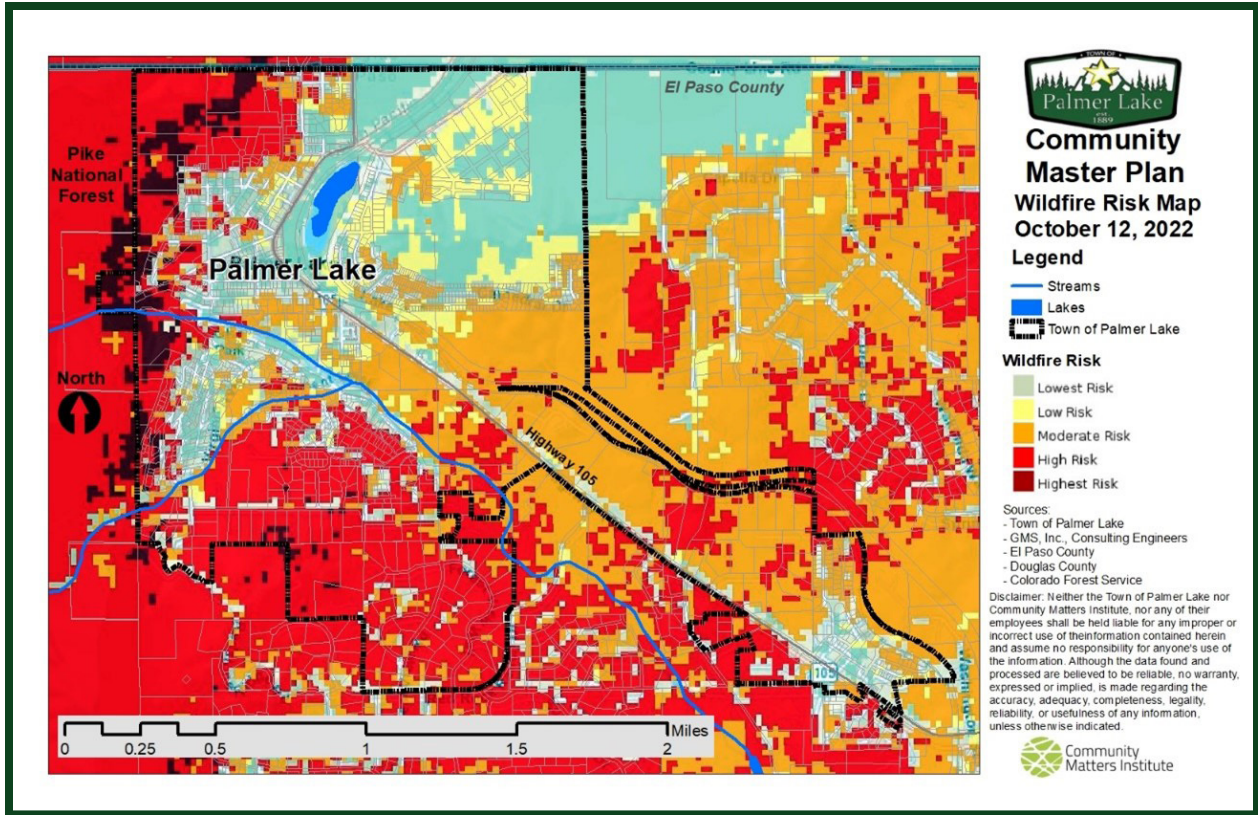 El Paso County
Pike
National
Forest
Palmer Lake
North
Highway 105
105
0 0.25 0.5 1 1.5 2 Miles
TOWN OF
Palmer Lake
est.
1889
Community
Master Plan
Wildfire Risk Map
October 12, 2022
Legend
Streams
Lakes
Town of Palmer Lake
Wildfire Risk
Lowest Risk
Low Risk
Moderate Risk
High Risk
Highest Risk
Sources:
- Town of Palmer Lake
- GMS, Inc., Consulting Engineers
- El Paso County
- Douglas County
- Colorado Forest Service
Disclaimer: Neither the Town of Palmer Lake nor
Community Matters Institute, nor any of their
employees shall be held liable for any improper or
incorrect use of theinformation contained herein
and assume no responsibility for anyone's use of
the information. Although the data found and
processed are believed to be reliable, no warranty,
expressed or implied, is made regarding the
accuracy, adequacy, completeness, legality,
reliability, or usefulness of any information,
unless otherwise indicated.
Community
Matters Institute